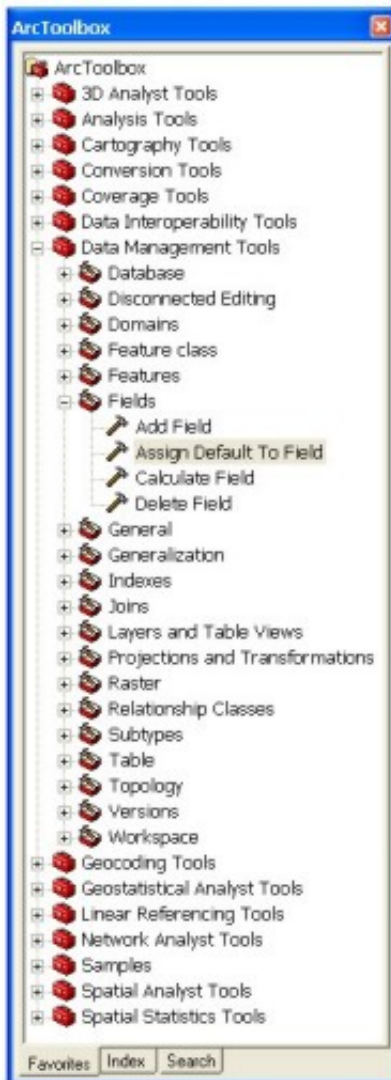 ArcToolbox
ArcToolbox
3D Analyst Tools
Analysis Tools
Cartography Tools
Conversion Tools
Coverage Tools
Data Interoperability Tools
Data Management Tools
Database
Disconnected Editing
Domains
Feature class
Features
Fields
Add Field
Assign Default To Field
Calculate Field
Delete Field
General
Generalization
Indexes
Joins
Layers and Table Views
Projections and Transformations
Raster
Relationship Classes
Subtypes
Table
Topology
Versions
Workspace
Geocoding Tools
Geostatistical Analyst Tools
Linear Referencing Tools
Network Analyst Tools
Samples
Spatial Analyst Tools
Spatial Statistics Tools
Favorites Index Search